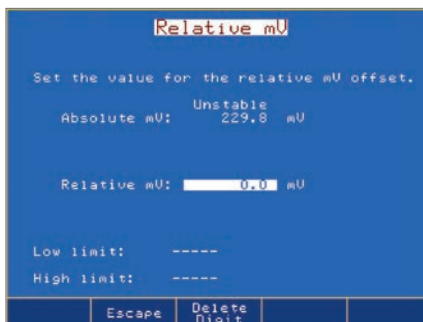 Relative mV
Set the value for the relative mV offset.
Unstable
Absolute mV: 229.8 mV
Relative mV: 0.0 mV
Low limit: -----
High limit: -----
Escape Delete
Digit